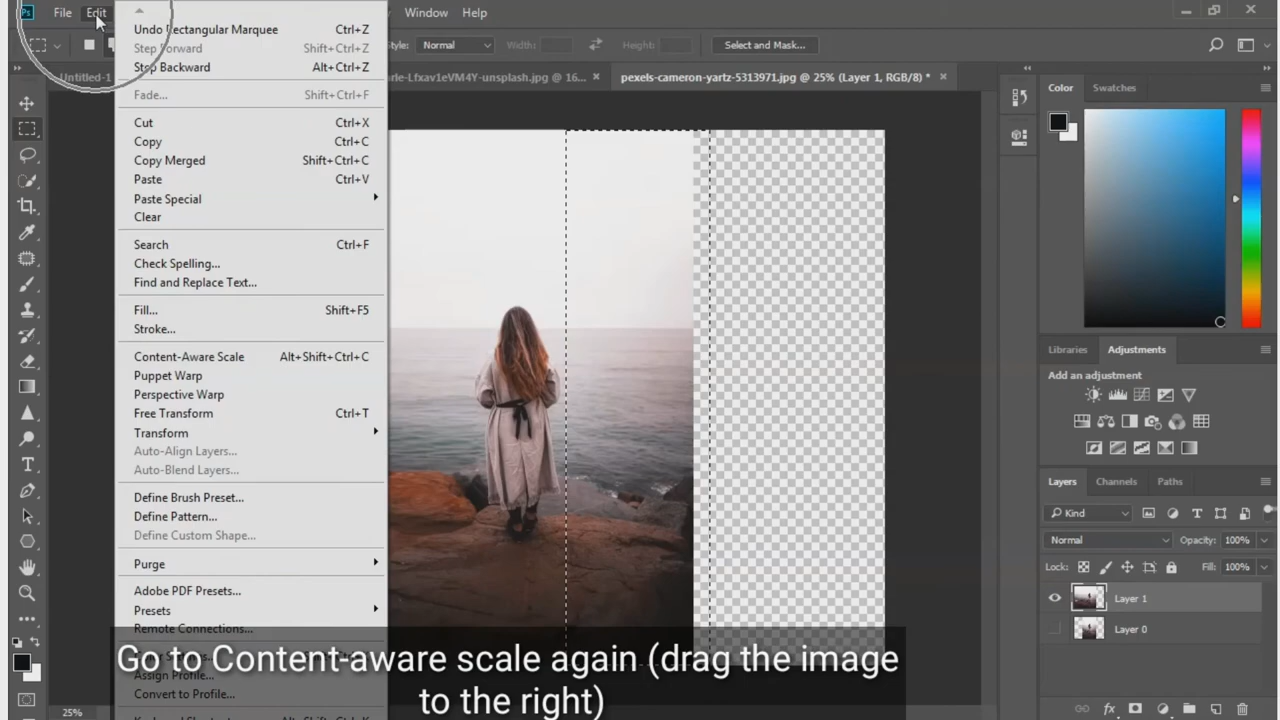 Ps File Edit Window Help
Style: Normal Width: Height: Select and Mask...
Untitled-1
rle-Lfxav1eVM4Y-unsplash.jpg @ 16... × pexels-cameron-yartz-5313971.jpg @ 25% (Layer 1, RGB/8) * ×
Undo Rectangular Marquee Ctrl+Z
Step Forward Shift+Ctrl+Z
Step Backward Alt+Ctrl+Z
Fade... Shift+Ctrl+F
Cut Ctrl+X
Copy Ctrl+C
Copy Merged Shift+Ctrl+C
Paste Ctrl+V
Paste Special
Clear
Search Ctrl+F
Check Spelling...
Find and Replace Text...
Fill... Shift+F5
Stroke...
Content-Aware Scale Alt+Shift+Ctrl+C
Puppet Warp
Perspective Warp
Free Transform Ctrl+T
Transform
Auto-Align Layers...
Auto-Blend Layers...
Define Brush Preset...
Define Pattern...
Define Custom Shape...
Purge
Adobe PDF Presets...
Presets
Remote Connections...
Assign Profile...
Convert to Profile...
Color Swatches
Libraries Adjustments
Add an adjustment
Layers Channels Paths
Kind
Normal Opacity: 100%
Lock: Fill: 100%
Layer 1
Layer 0
fx
25%
Go to Content-aware scale again (drag the image
to the right)